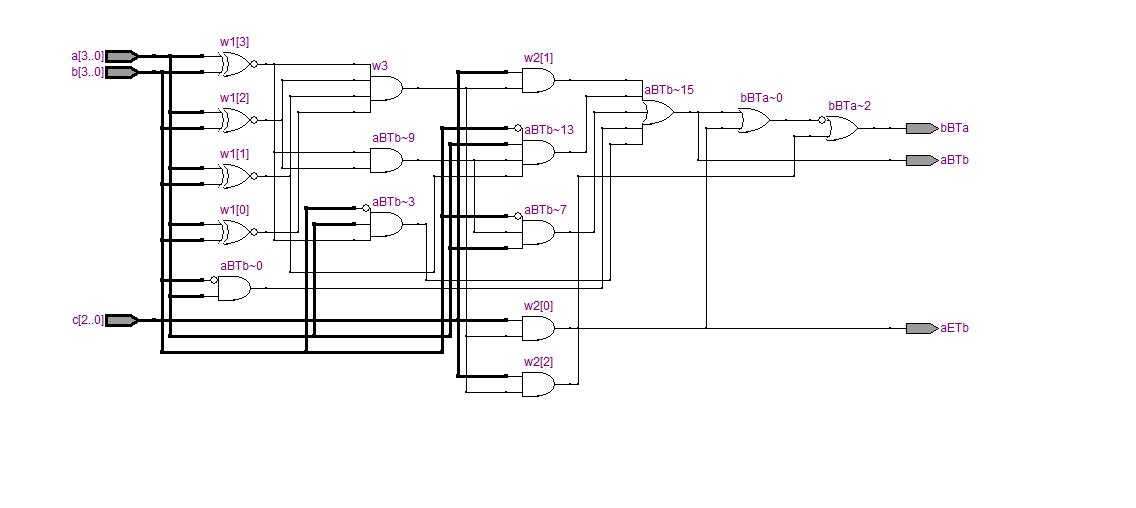 w1[3]
a[3..0]
b[3..0]
w2[1]
w3
aBTb~15
w1[2]
bBTa~0
bBTa~2
bBTa
aBTb~9
aBTb~13
w1[1]
aBTb
aBTb~3
aBTb~7
w1[0]
aBTb~0
c[2..0]
w2[0]
aETb
w2[2]